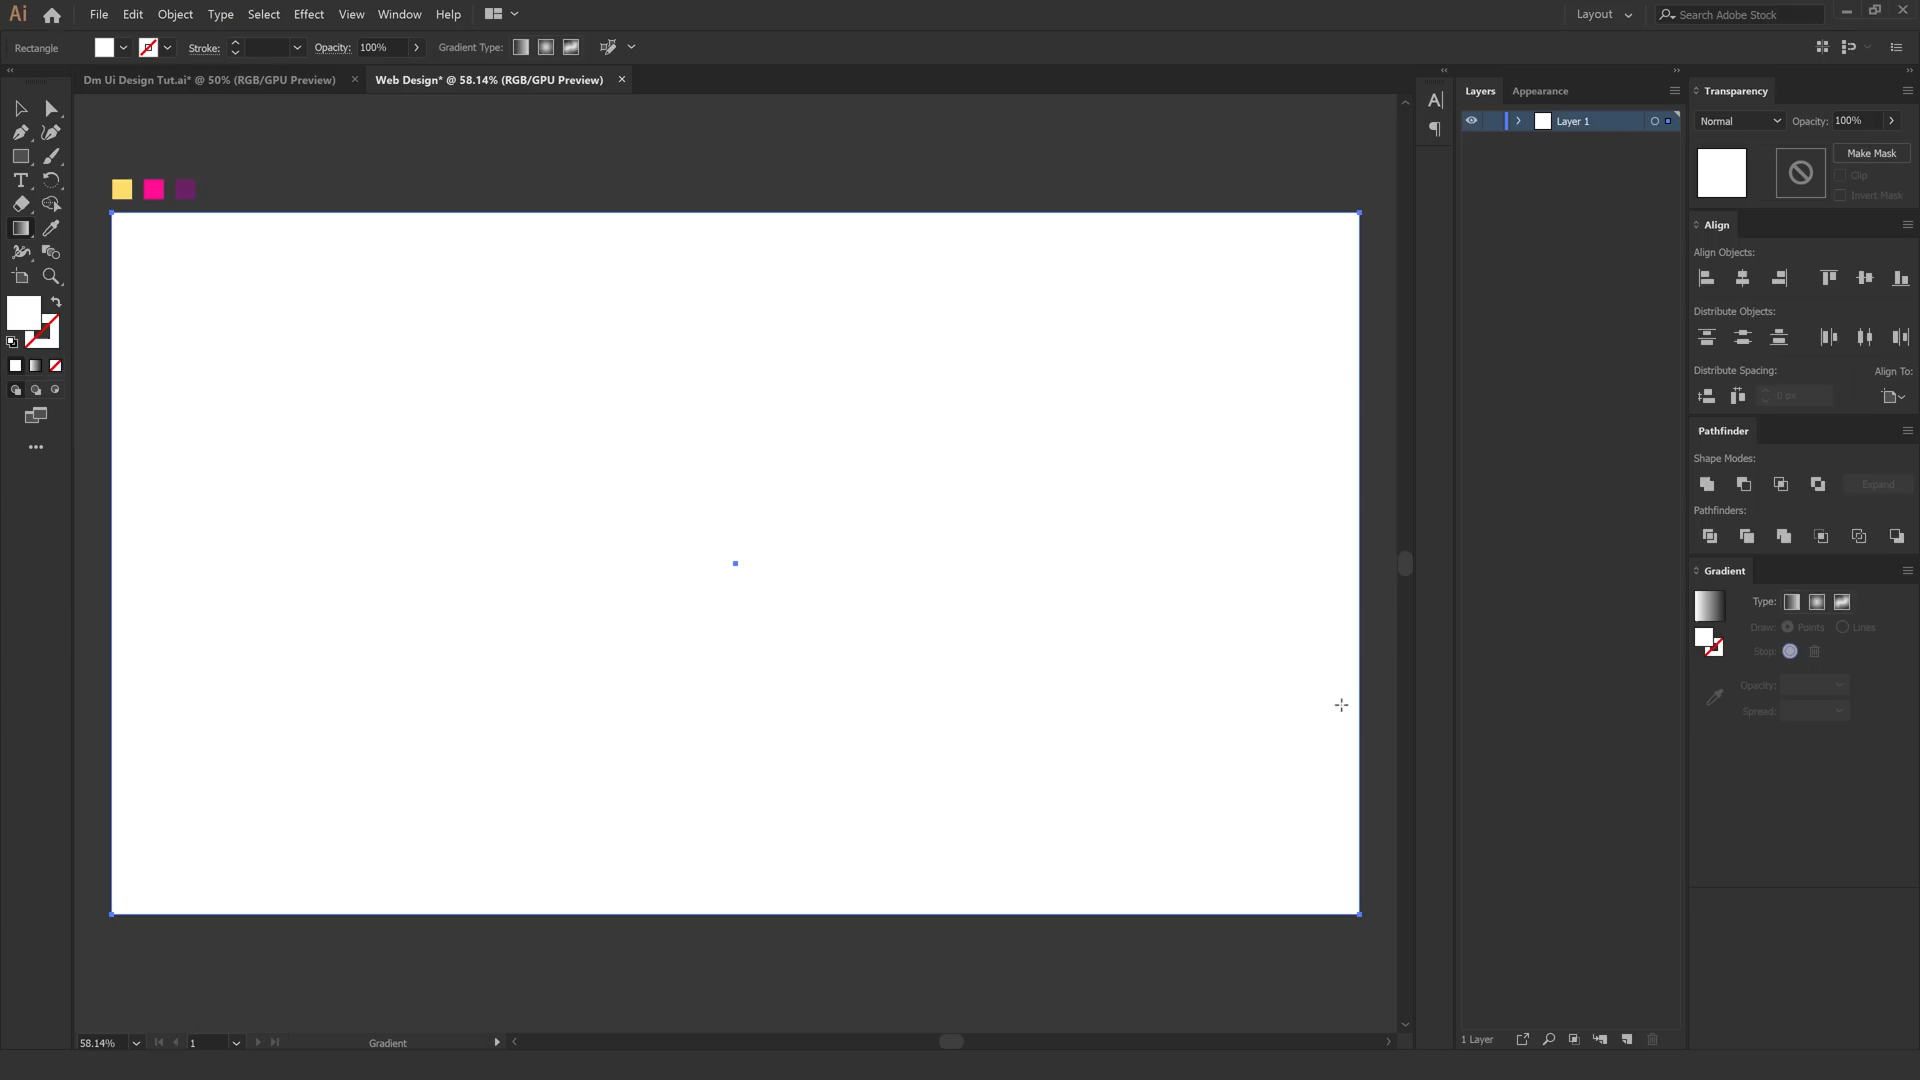 Ai File Edit Object Type Select Effect View Window Help Layout Search Adobe Stock
Rectangle Stroke: Opacity: 100% Gradient Type:
Dm Ui Design Tut.ai* @ 50% (RGB/GPU Preview) Web Design* @ 58.14% (RGB/GPU Preview)
Layers Appearance
Layer 1
Transparency
Normal Opacity: 100%
Make Mask
Clip
Invert Mask
Align
Align Objects:
Distribute Objects:
Distribute Spacing: Align To:
0 px
Pathfinder
Shape Modes:
Expand
Pathfinders:
Gradient
Type:
Draw: Points Lines
Stop:
Opacity:
Spread:
58.14% 1 Gradient
1 Layer